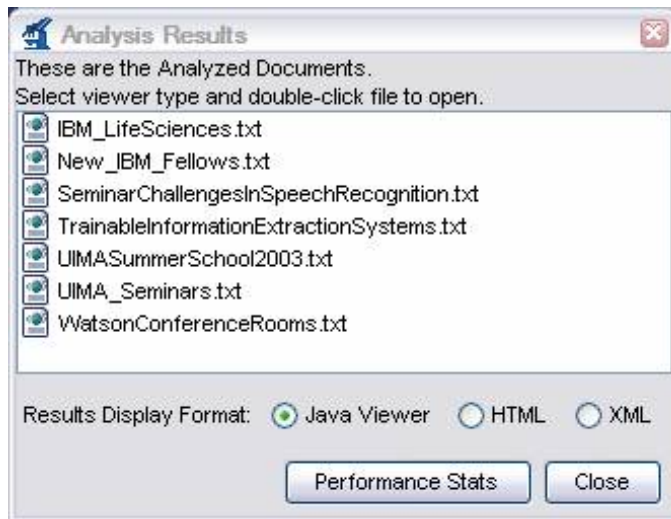 Analysis Results
These are the Analyzed Documents.
Select viewer type and double-click file to open.
IBM_LifeSciences.txt
New_IBM_Fellows.txt
SeminarChallengesInSpeechRecognition.txt
TrainableInformationExtractionSystems.txt
UIMASummerSchool2003.txt
UIMA_Seminars.txt
WatsonConferenceRooms.txt
Results Display Format: Java Viewer HTML XML
Performance Stats Close